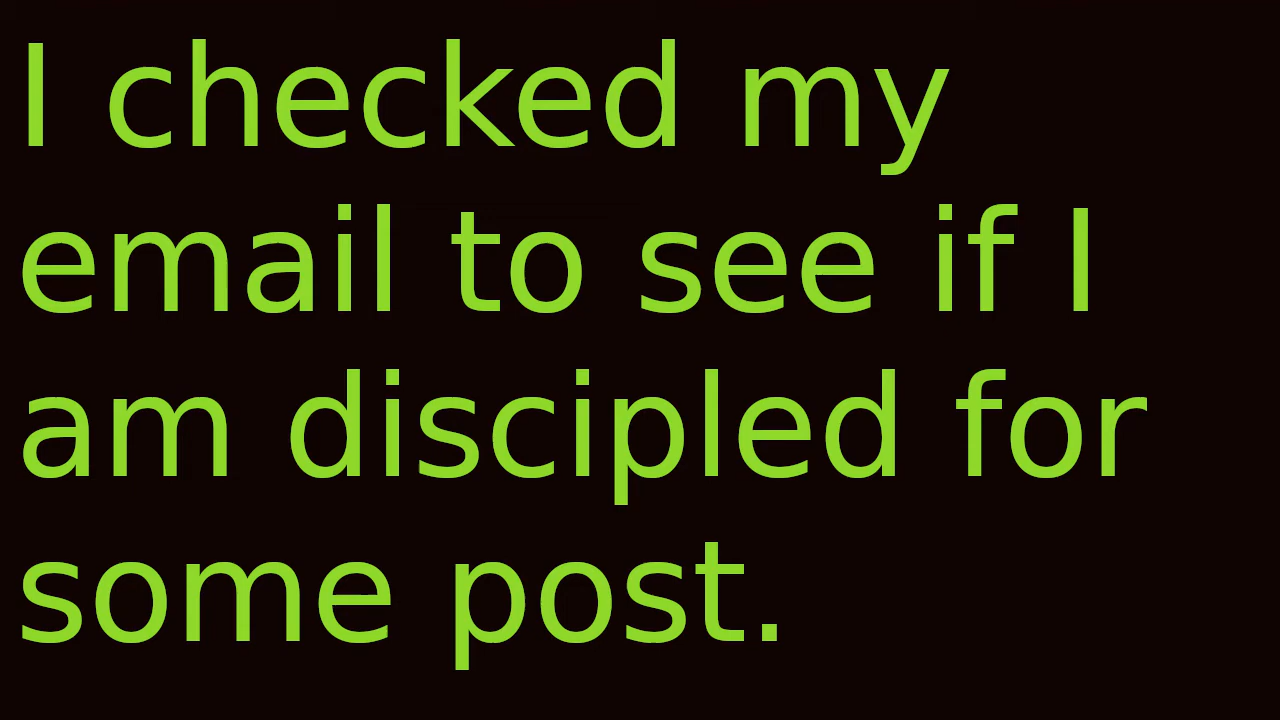 I checked my
email to see if I
am discipled for
some post.